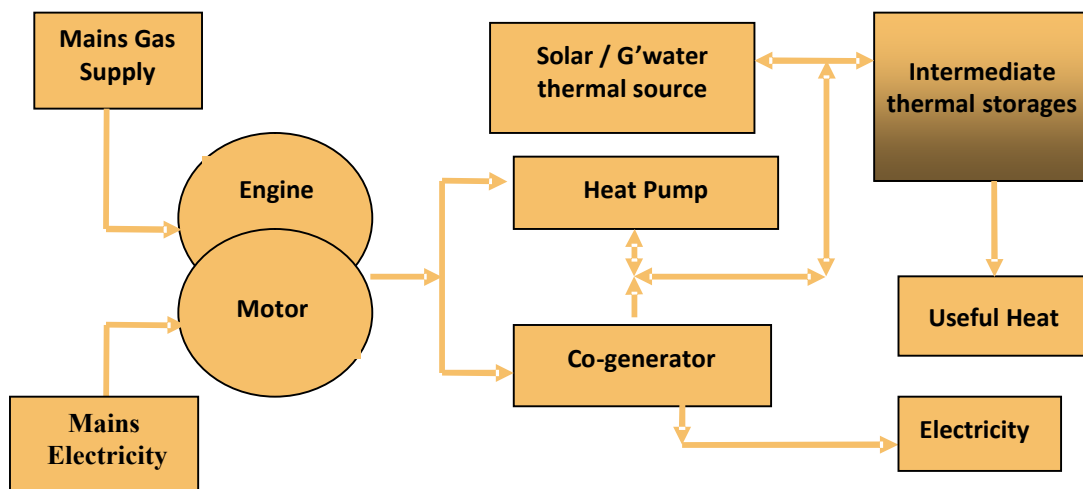 Mains Gas
Supply
Solar / G’water
thermal source
Intermediate
thermal storages
Engine
Heat Pump
Motor
Useful Heat
Co-generator
Mains
Electricity
Electricity